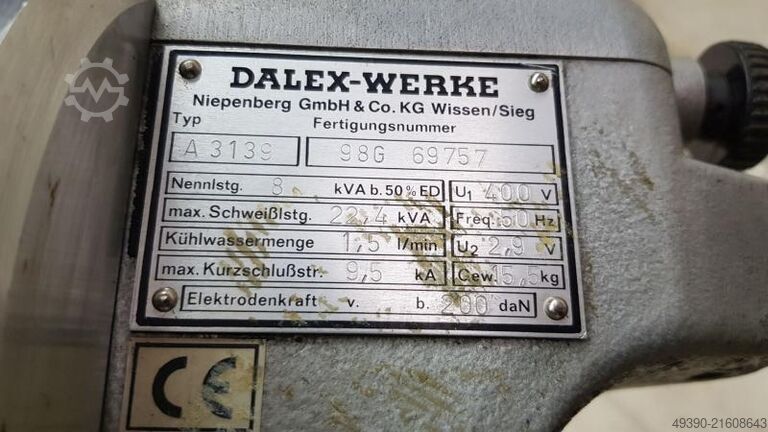 DALEX-WERKE
Niepenberg GmbH & Co. KG Wissen/Sieg
Typ Fertigungsnummer
A 3139 98G 69757
Nennlstg. 8 kVA b. 50% ED U1 400 V
max. Schweißlstg. 22,4 kVA Freq. 50 Hz
Kühlwassermenge 1,5 l/min U2 2,9 V
max. Kurzschlußstr. 9,5 kA Gew. 15,5 kg
Elektrodenkraft v. b. 200 daN
CE
49390-21608643